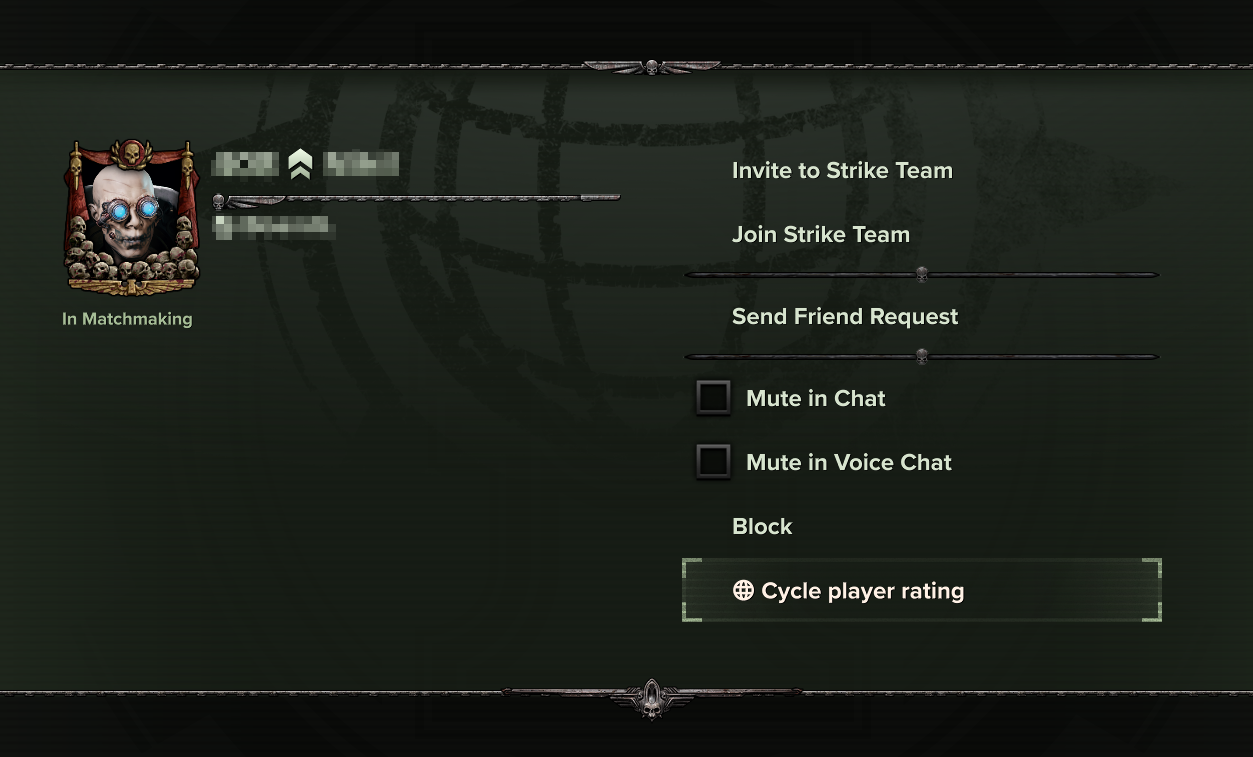 In Matchmaking
Invite to Strike Team
Join Strike Team
Send Friend Request
Mute in Chat
Mute in Voice Chat
Block
Cycle player rating